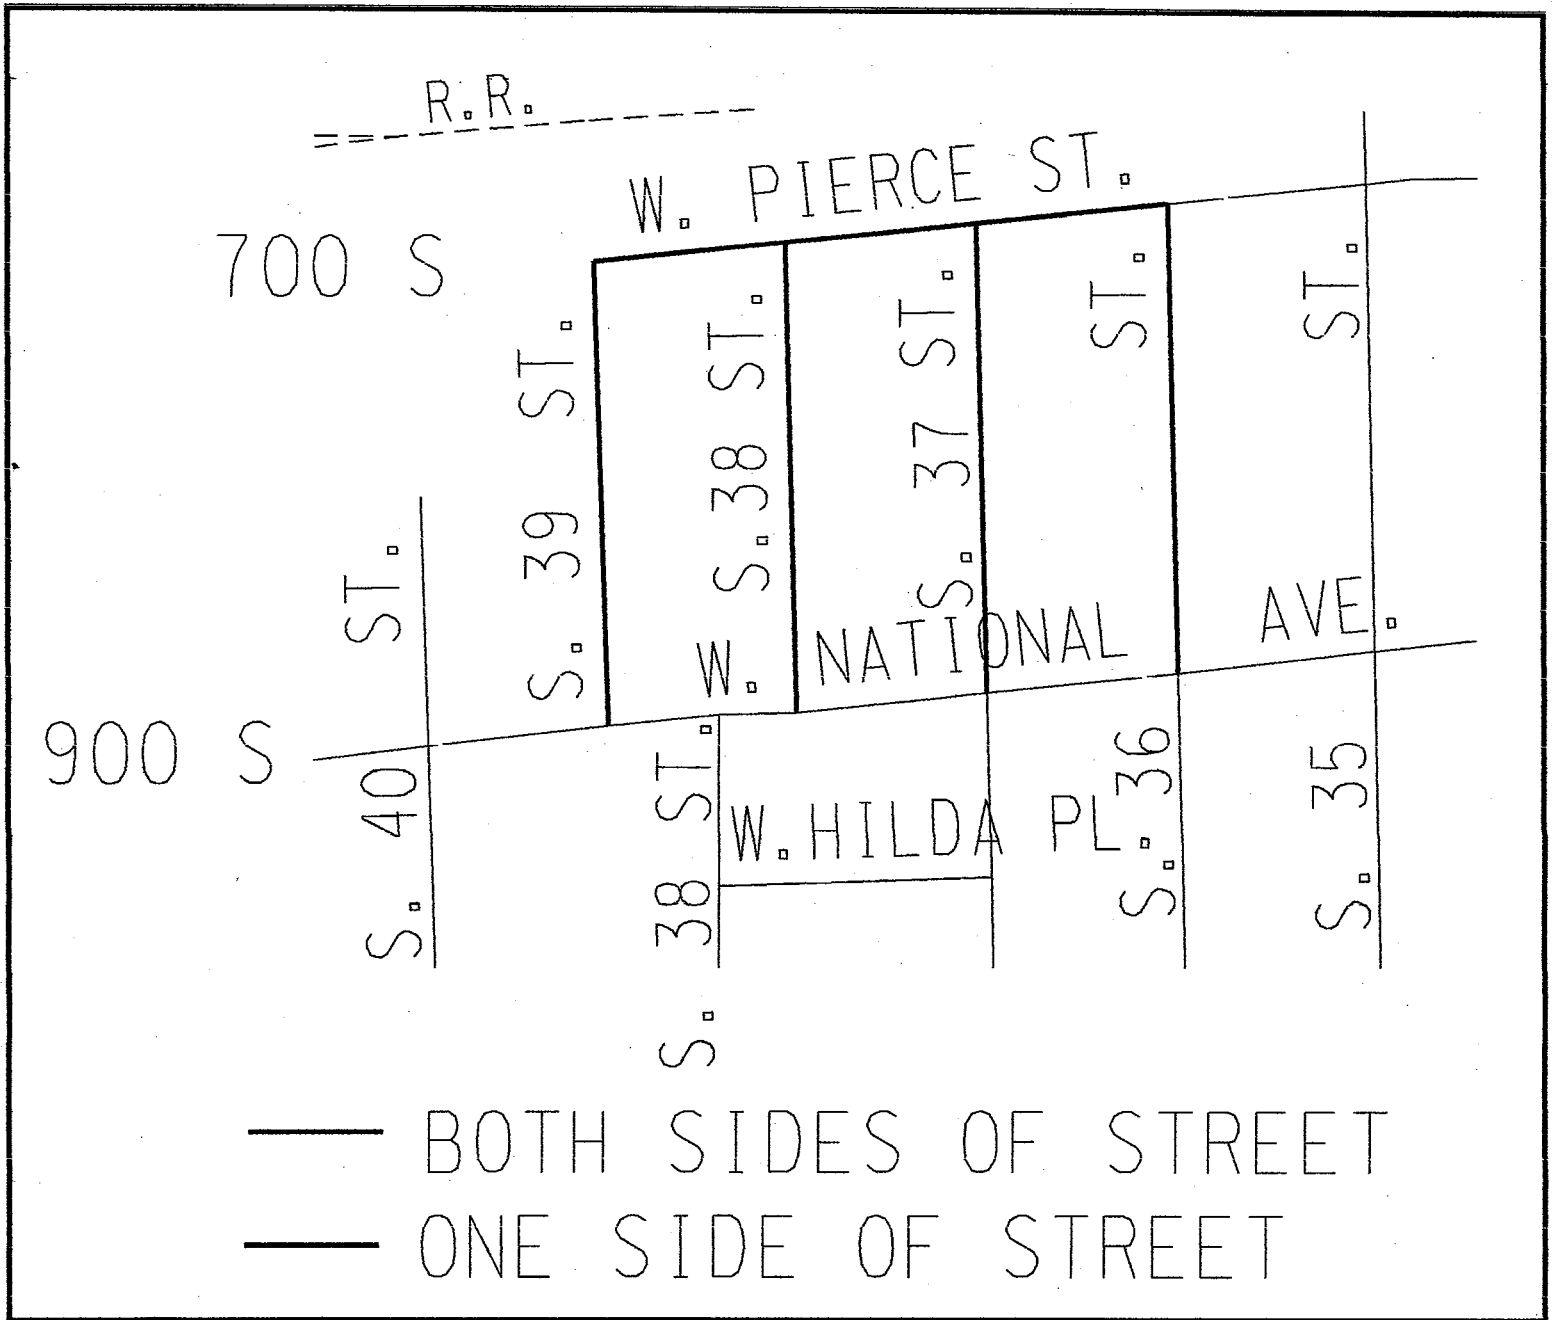 R.R.
W. PIERCE ST.
700 S
S. 39 ST.
S. 38 ST.
S. 37 ST.
S. 36 ST.
S. 35 ST.
S. 40 ST.
W. NATIONAL AVE.
900 S
S. 38 ST.
W. HILDA PL.
BOTH SIDES OF STREET
ONE SIDE OF STREET